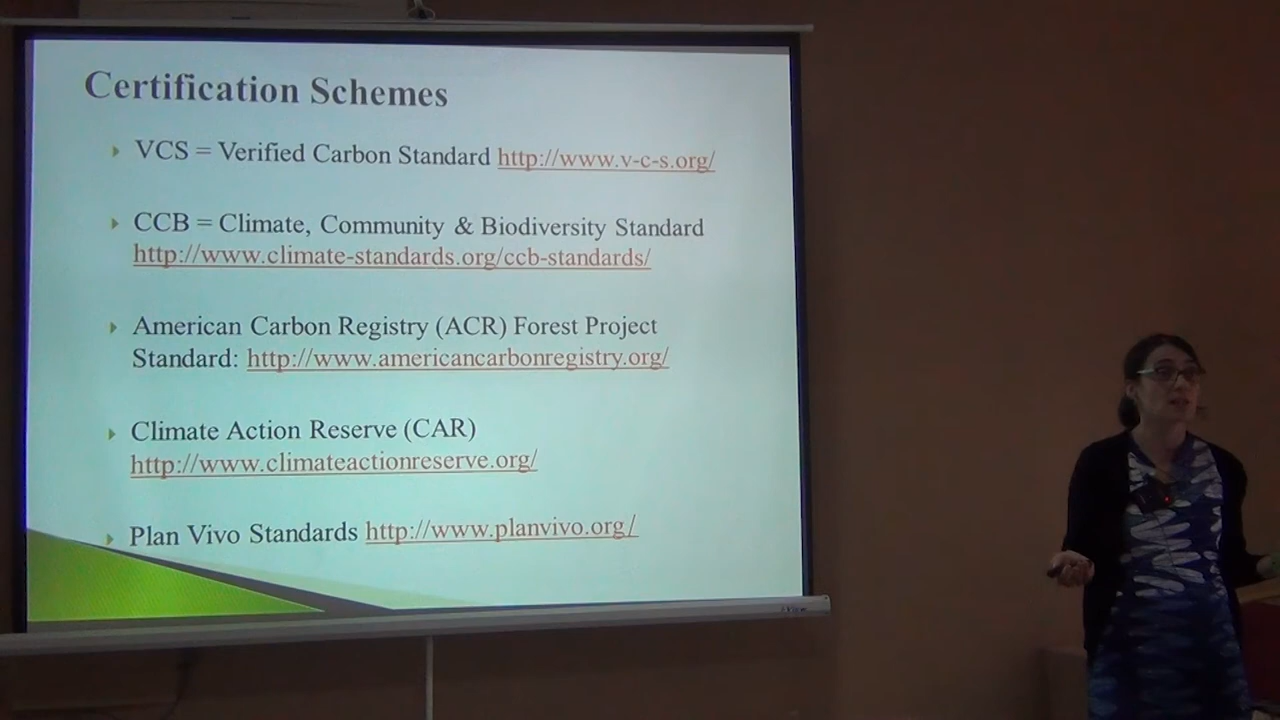 Certification Schemes
VCS = Verified Carbon Standard http://www.v-c-s.org/
CCB = Climate, Community & Biodiversity Standard
http://www.climate-standards.org/ccb-standards/
American Carbon Registry (ACR) Forest Project
Standard: http://www.americancarbonregistry.org/
Climate Action Reserve (CAR)
http://www.climateactionreserve.org/
Plan Vivo Standards http://www.planvivo.org/